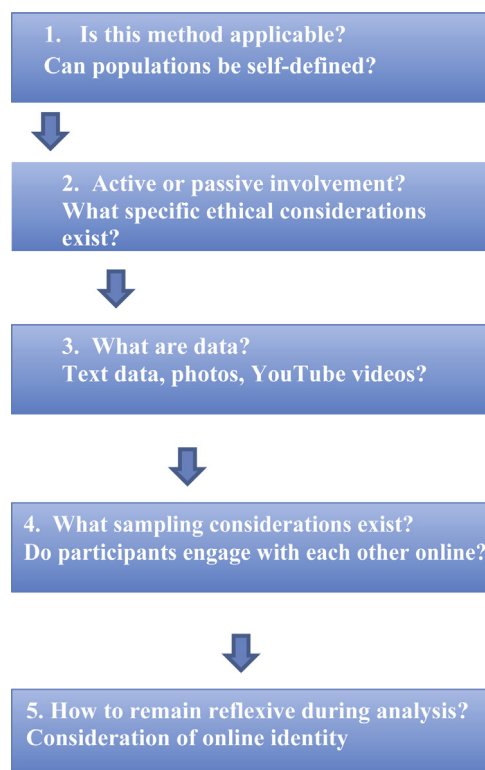 1. Is this method applicable?
Can populations be self-defined?
2. Active or passive involvement?
What specific ethical considerations
exist?
3. What are data?
Text data, photos, YouTube videos?
4. What sampling considerations exist?
Do participants engage with each other online?
5. How to remain reflexive during analysis?
Consideration of online identity